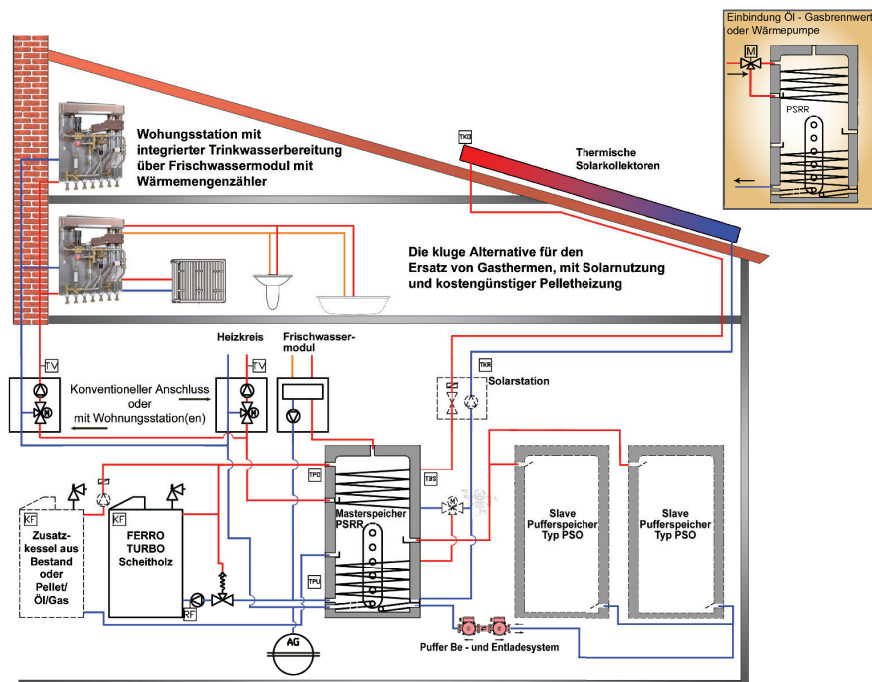 Einbindung Öl - Gasbrennwert
oder Wärmepumpe
M
PSRR
Wohungsstation mit
integrierter Trinkwasserbereitung
über Frischwassermodul mit
Wärmemengenzähler
TKO
Thermische
Solarkollektoren
Die kluge Alternative für den
Ersatz von Gasthermen, mit Solarnutzung
und kostengünstiger Pelletheizung
Heizkreis
Frischwasser-
modul
TV
TV
TKR
Solarstation
Konventioneller Anschluss
oder
mit Wohnungsstation(en)
M
M
TPO
TBS
M
Masterspeicher
PSRR
TPU
Slave
Pufferspeicher
Typ PSO
Slave
Pufferspeicher
Typ PSO
KF
Zusatz-
kessel aus
Bestand
oder
Pellet/
Öl/Gas
KF
FERRO
TURBO
Scheitholz
RF
AG
Puffer Be - und Entladesystem